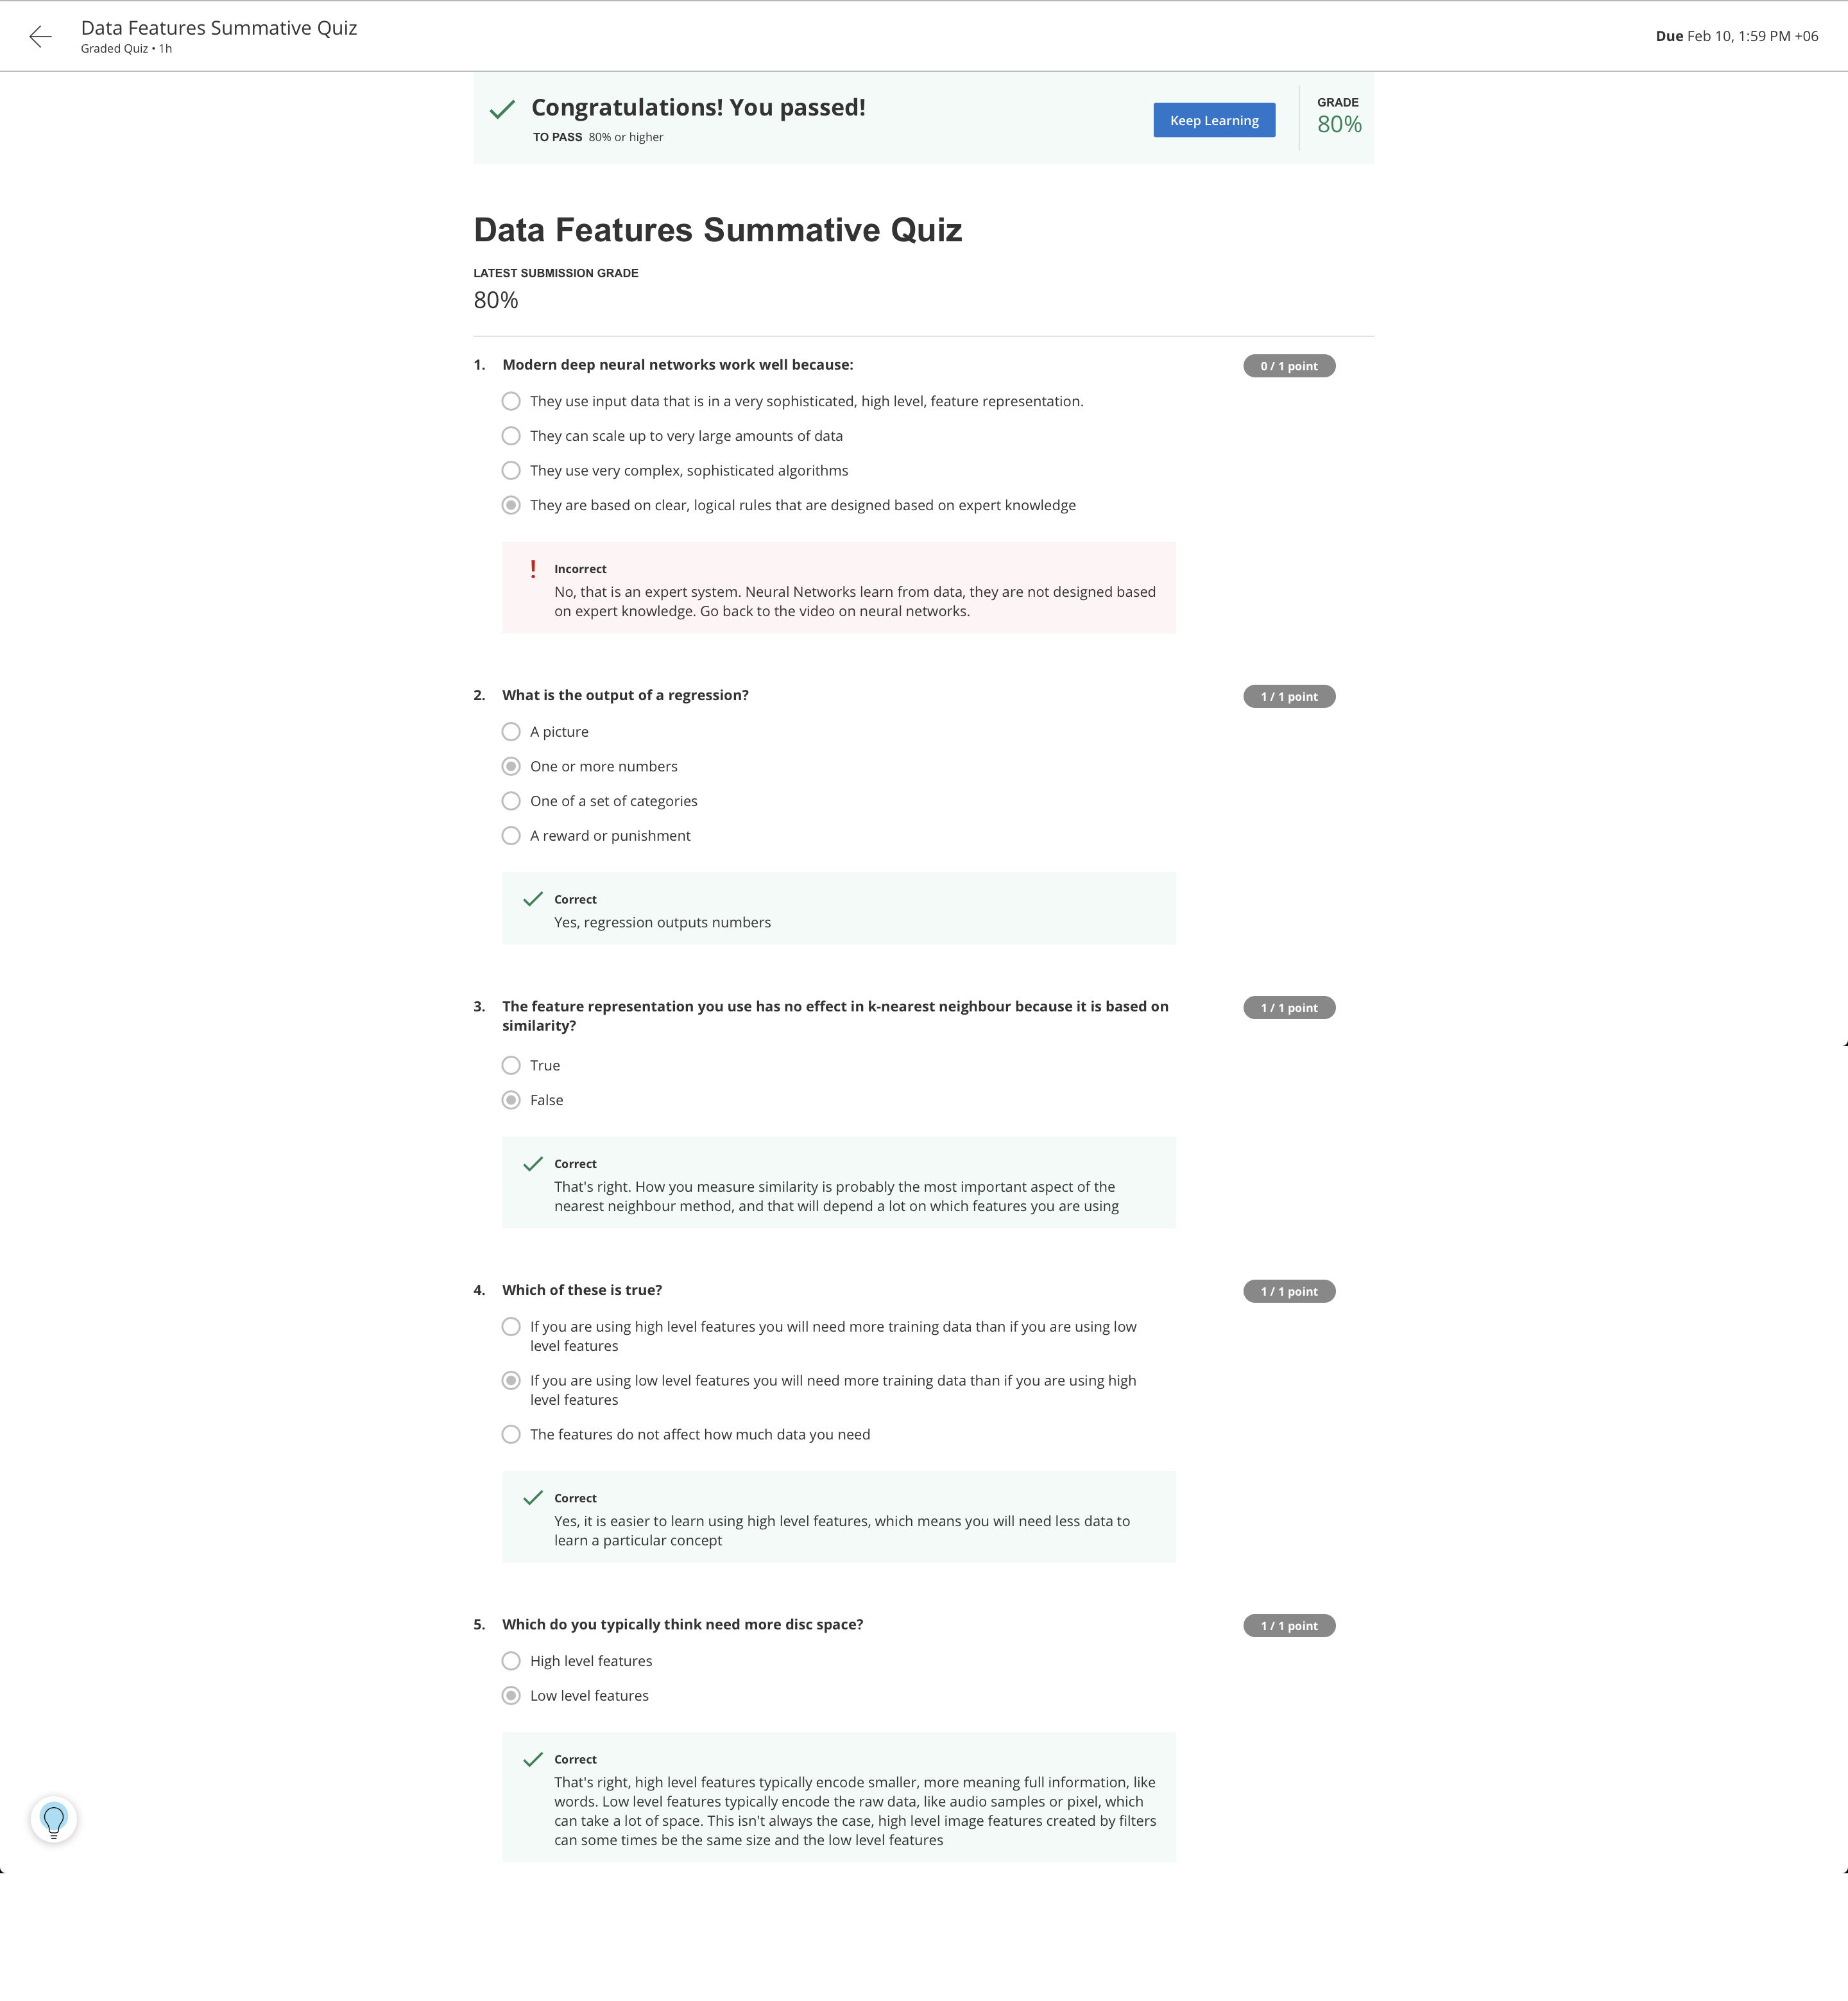 Data Features Summative Quiz
Graded Quiz • 1h
Due Feb 10, 1:59 PM +06
Congratulations! You passed!
TO PASS 80% or higher
Keep Learning
GRADE
80%
Data Features Summative Quiz
LATEST SUBMISSION GRADE
80%
1. Modern deep neural networks work well because:
0 / 1 point
They use input data that is in a very sophisticated, high level, feature representation.
They can scale up to very large amounts of data
They use very complex, sophisticated algorithms
They are based on clear, logical rules that are designed based on expert knowledge
! Incorrect
No, that is an expert system. Neural Networks learn from data, they are not designed based
on expert knowledge. Go back to the video on neural networks.
2. What is the output of a regression?
1 / 1 point
A picture
One or more numbers
One of a set of categories
A reward or punishment
Correct
Yes, regression outputs numbers
3. The feature representation you use has no effect in k-nearest neighbour because it is based on
similarity?
1 / 1 point
True
False
Correct
That's right. How you measure similarity is probably the most important aspect of the
nearest neighbour method, and that will depend a lot on which features you are using
4. Which of these is true?
1 / 1 point
If you are using high level features you will need more training data than if you are using low
level features
If you are using low level features you will need more training data than if you are using high
level features
The features do not affect how much data you need
Correct
Yes, it is easier to learn using high level features, which means you will need less data to
learn a particular concept
5. Which do you typically think need more disc space?
1 / 1 point
High level features
Low level features
Correct
That's right, high level features typically encode smaller, more meaning full information, like
words. Low level features typically encode the raw data, like audio samples or pixel, which
can take a lot of space. This isn't always the case, high level image features created by filters
can some times be the same size and the low level features